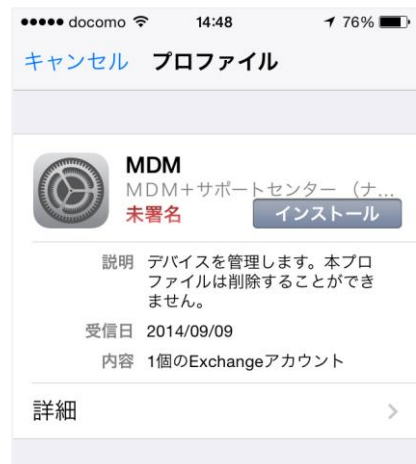 docomo 14:48 76%
キャンセル プロファイル
MDM
MDM+サポートセンター （ナ...
未署名 インストール
説明 デバイスを管理します。本プロ
ファイルは削除することができ
ません。
受信日 2014/09/09
内容 1個のExchangeアカウント
詳細